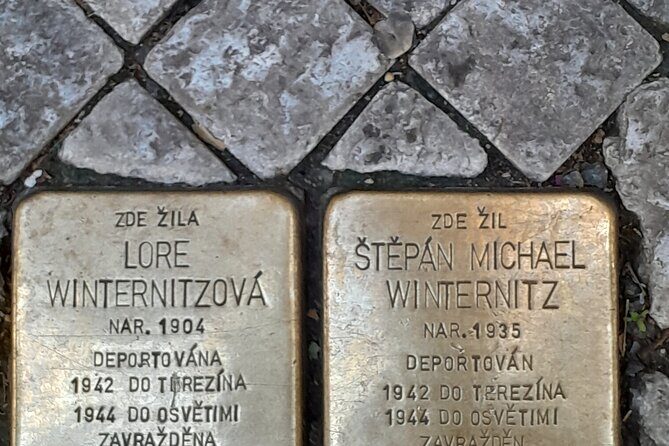 ZDE ŽILA
LORE
WINTERNITZOVÁ
NAR. 1904
DEPORTOVÁNA
1942 DO TEREZÍNA
1944 DO OSVĚTIMI
ZAVRAŽDĚNA
ZDE ŽIL
ŠTĚPÁN MICHAEL
WINTERNITZ
NAR. 1935
DEPORTOVÁN
1942 DO TEREZÍNA
1944 DO OSVĚTIMI
ZAVRAŽDĚN